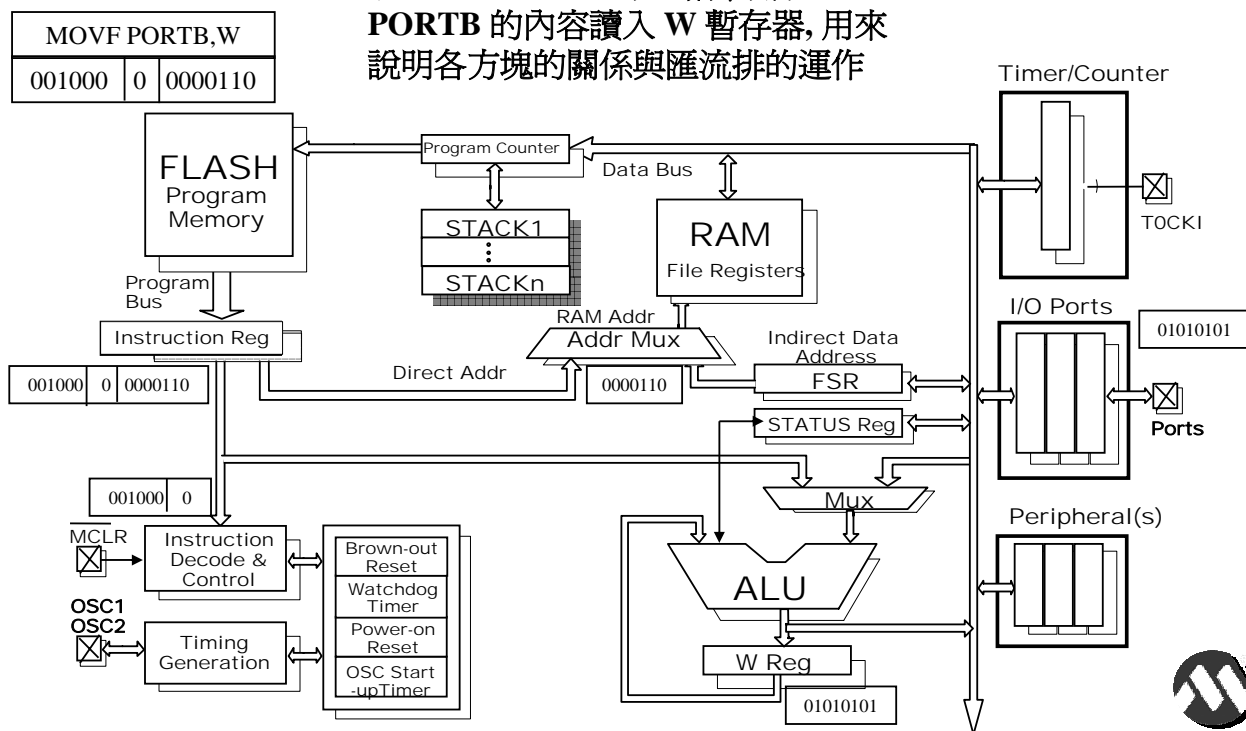 PORTB 的內容讀入 W 暫存器, 用來
說明各方塊的關係與匯流排的運作
MOVF PORTB,W
001000 0 0000110
FLASH
Program
Memory
Program Counter
Data Bus
STACK1
STACKn
RAM
File Registers
Timer/Counter
T0CKI
Program
Bus
Instruction Reg
001000 0 0000110
Direct Addr
RAM Addr
Addr Mux
0000110
Indirect Data
Address
FSR
STATUS Reg
I/O Ports
01010101
Ports
001000 0
MCLR
Instruction
Decode &
Control
OSC1
OSC2
Timing
Generation
Brown-out
Reset
Watchdog
Timer
Power-on
Reset
OSC Start
-upTimer
Mux
ALU
W Reg
01010101
Peripheral(s)